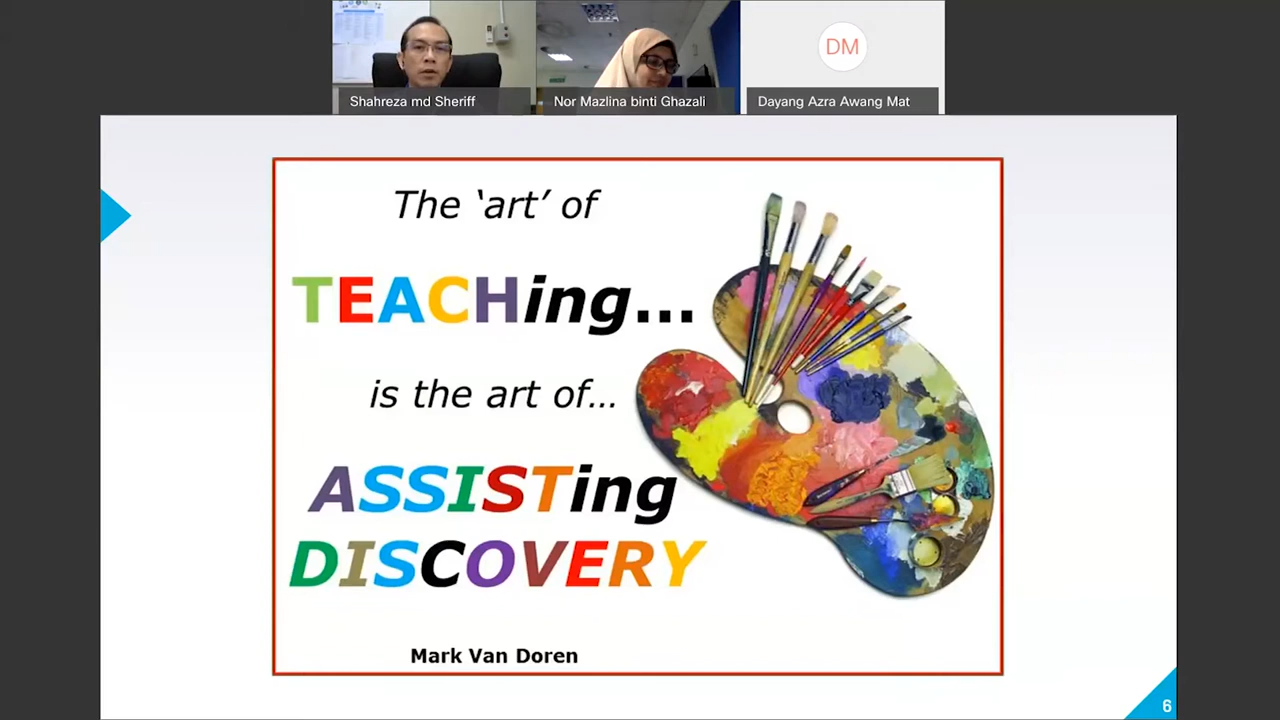 Shahreza md Sheriff
Nor Mazlina binti Ghazali
DM
Dayang Azra Awang Mat
The ‘art’ of
TEACHing...
is the art of...
ASSISTing
DISCOVERY
Mark Van Doren
6